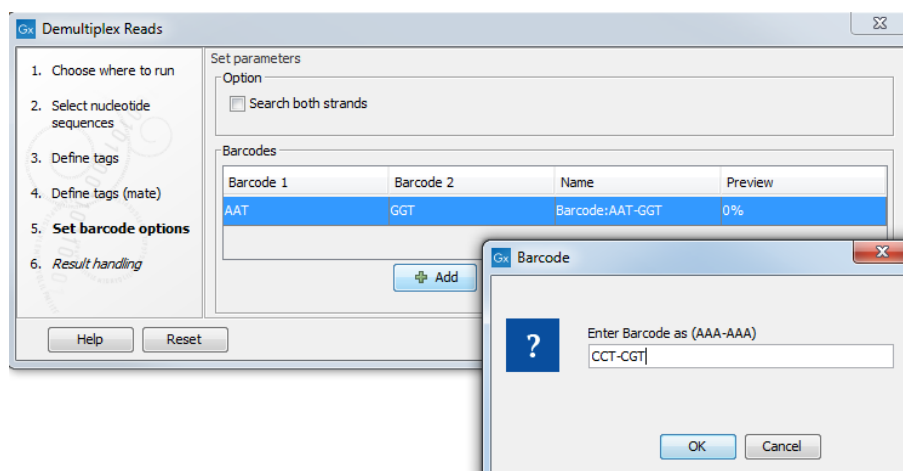 Gx Demultiplex Reads
1. Choose where to run
2. Select nucleotide
sequences
3. Define tags
4. Define tags (mate)
5. Set barcode options
6. Result handling
Set parameters
Option
Search both strands
Barcodes
Barcode 1 Barcode 2 Name Preview
AAT GGT Barcode:AAT-GGT 0%
Add
Help Reset
Gx Barcode
?
Enter Barcode as (AAA-AAA)
CCT-CGT
OK Cancel